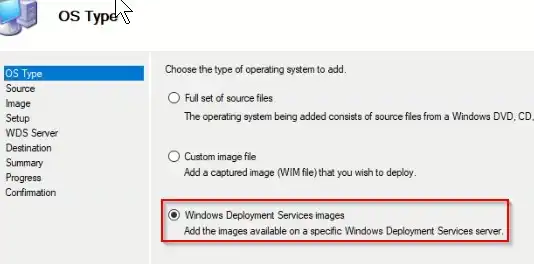 OS Type
OS Type
Source
Image
Setup
WDS Server
Destination
Summary
Progress
Confirmation
Choose the type of operating system to add.
Full set of source files
The operating system being added consists of source files from a Windows DVD, CD,
Custom image file
Add a captured image (WIM file) that you wish to deploy.
Windows Deployment Services images
Add the images available on a specific Windows Deployment Services server.